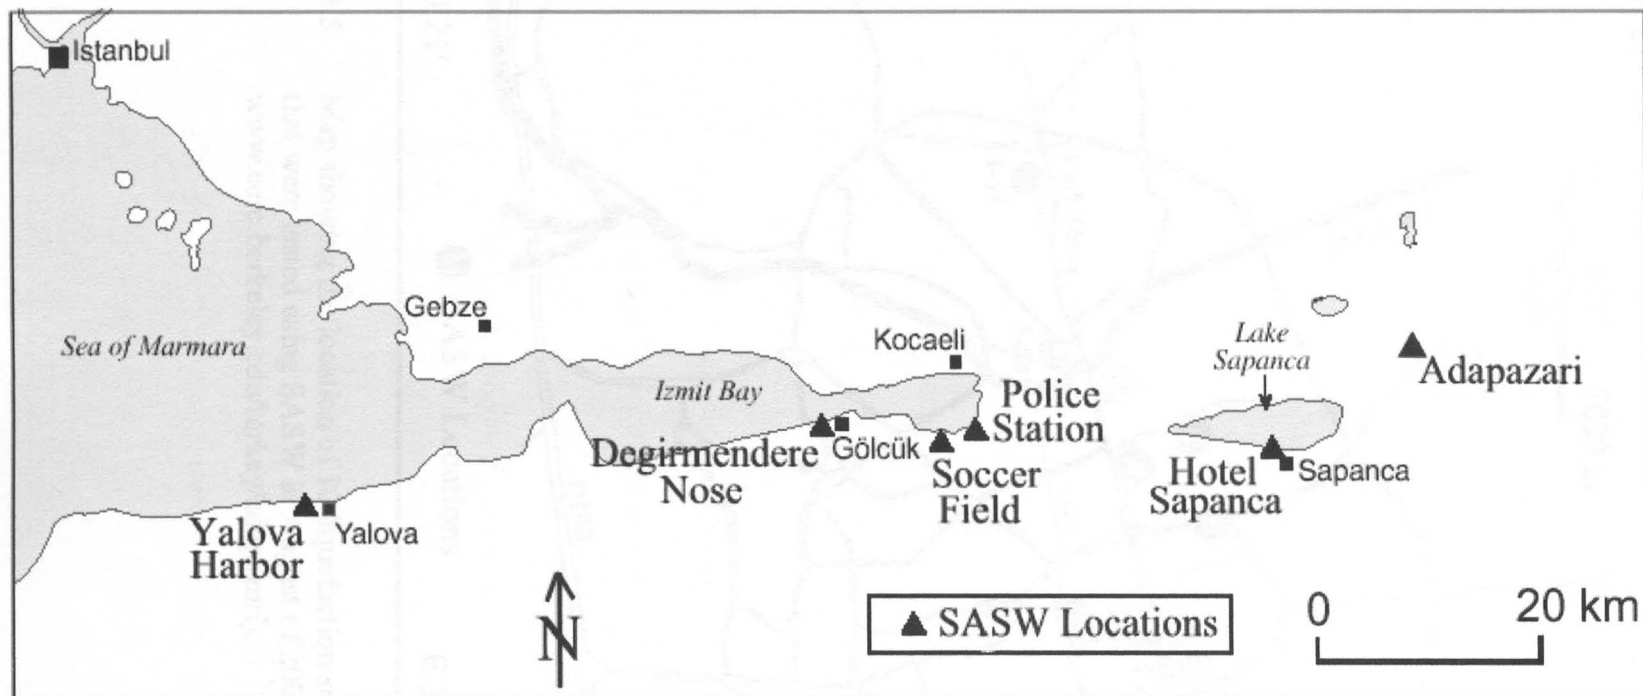 Istanbul
Gebze
Sea of Marmara
Kocaeli
Lake
Sapanca
Izmit Bay
Police
Station
Adapazari
Degirmendere
Nose
Gölcük
Soccer
Field
Hotel
Sapanca
Sapanca
Yalova
Harbor
Yalova
N
SASW Locations
0
20 km